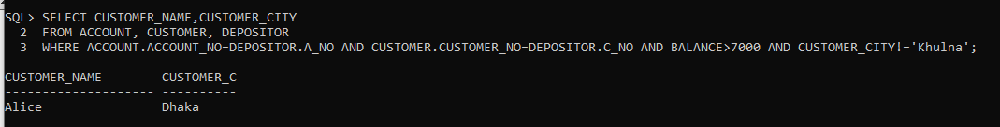 SQL> SELECT CUSTOMER_NAME,CUSTOMER_CITY
2 FROM ACCOUNT, CUSTOMER, DEPOSITOR
3 WHERE ACCOUNT.ACCOUNT_NO=DEPOSITOR.A_NO AND CUSTOMER.CUSTOMER_NO=DEPOSITOR.C_NO AND BALANCE>7000 AND CUSTOMER_CITY!='Khulna';
CUSTOMER_NAME CUSTOMER_C
-------------------- ----------
Alice Dhaka